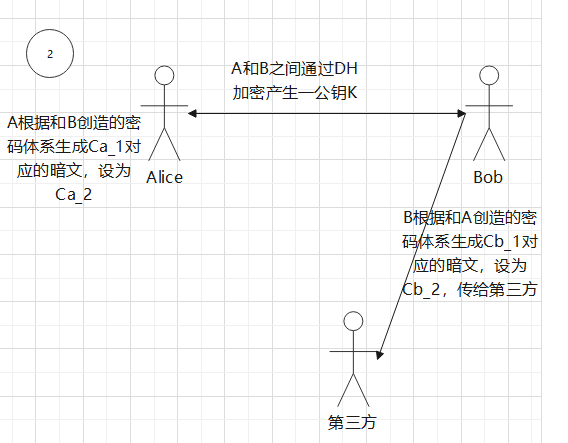 2
A和B之间通过DH
加密产生一公钥K
A根据和B创造的密
码体系生成Ca_1对
应的暗文，设为
Ca_2
Alice
Bob
B根据和A创造的密
码体系生成Cb_1对
应的暗文，设为
Cb_2，传给第三方
第三方